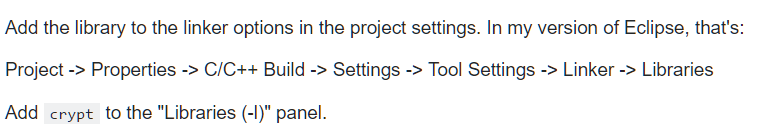 Add the library to the linker options in the project settings. In my version of Eclipse, that's:
Project -> Properties -> C/C++ Build -> Settings -> Tool Settings -> Linker -> Libraries
Add crypt to the "Libraries (-l)" panel.